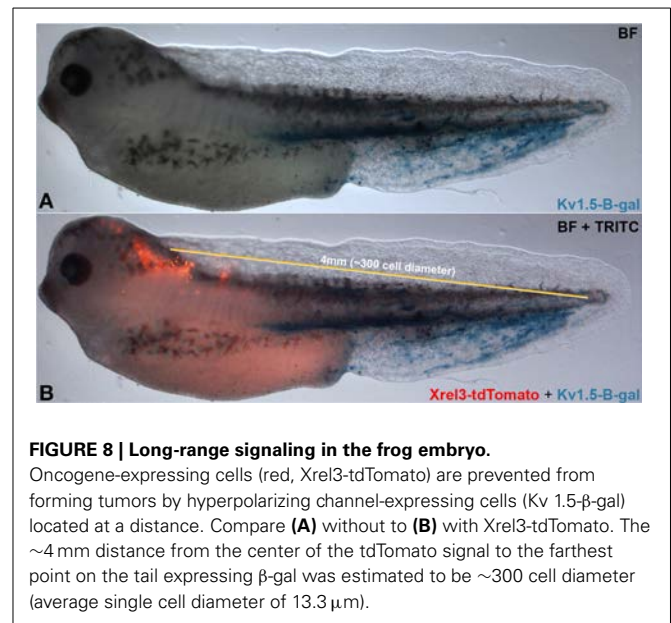 BF
A
Kv1.5-B-gal
BF + TRITC
4mm (~300 cell diameter)
B
Xrel3-tdTomato + Kv1.5-B-gal
FIGURE 8 | Long-range signaling in the frog embryo.
Oncogene-expressing cells (red, Xrel3-tdTomato) are prevented from
forming tumors by hyperpolarizing channel-expressing cells (Kv 1.5-β-gal)
located at a distance. Compare (A) without to (B) with Xrel3-tdTomato. The
~4 mm distance from the center of the tdTomato signal to the farthest
point on the tail expressing β-gal was estimated to be ~300 cell diameter
(average single cell diameter of 13.3 μm).